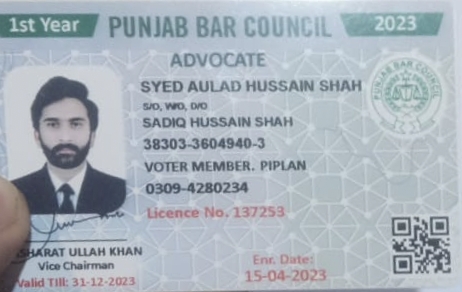 1st Year
PUNJAB BAR COUNCIL
2023
ADVOCATE
SYED AULAD HUSSAIN SHAH
S/O, W/O, D/O
SADIQ HUSSAIN SHAH
38303-3604940-3
VOTER MEMBER. PIPLAN
0309-4280234
Licence No. 137253
PUNJAB BAR COUNCIL
SHARAT ULLAH KHAN
Vice Chairman
Valid Till: 31-12-2023
Enr. Date:
15-04-2023